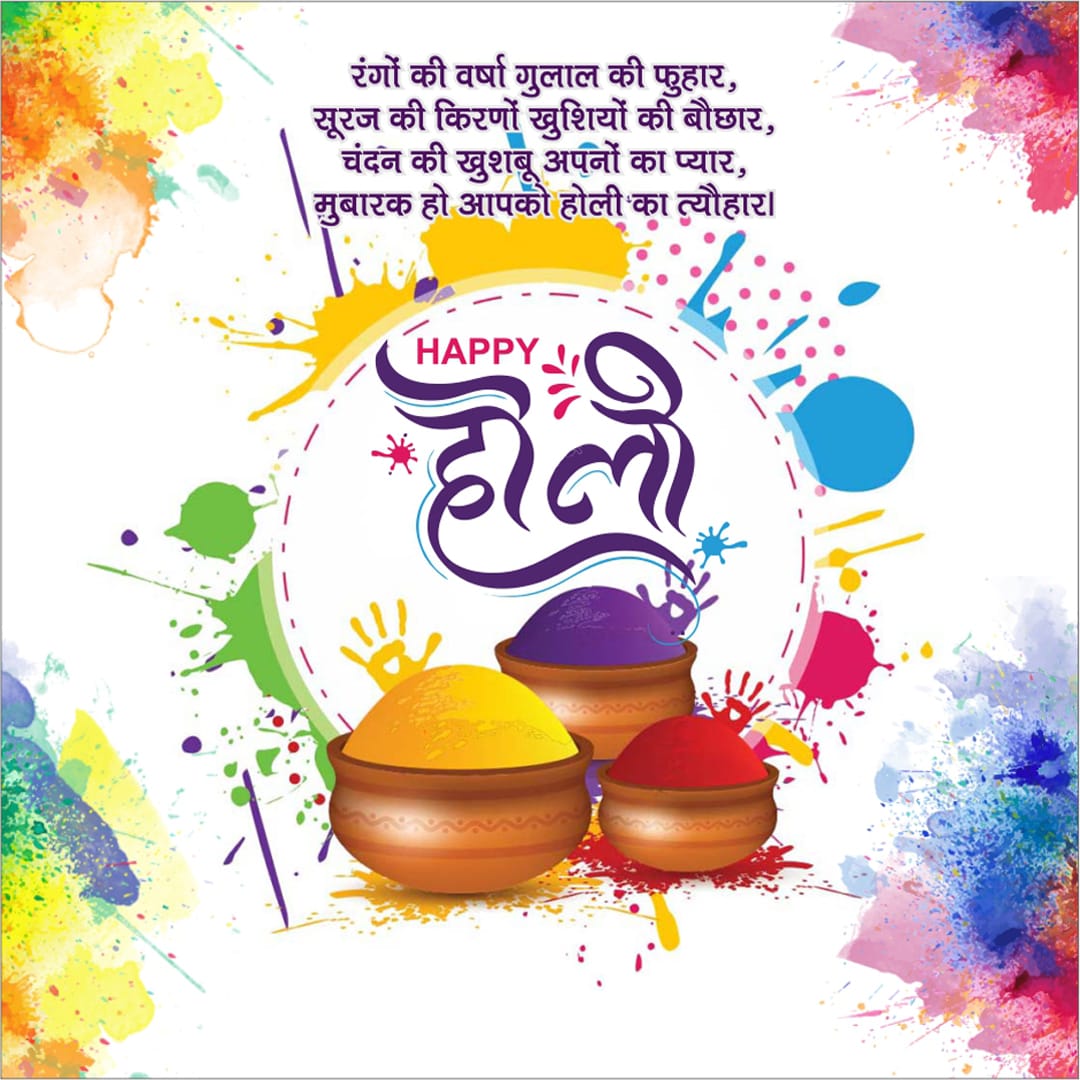 रंगों की वर्षा गुलाल की फुहार,
सूरज की किरणों खुशियों की बौछार,
चंदन की खुशबू अपनों का प्यार,
मुबारक हो आपको होली का त्यौहार।
HAPPY
होली